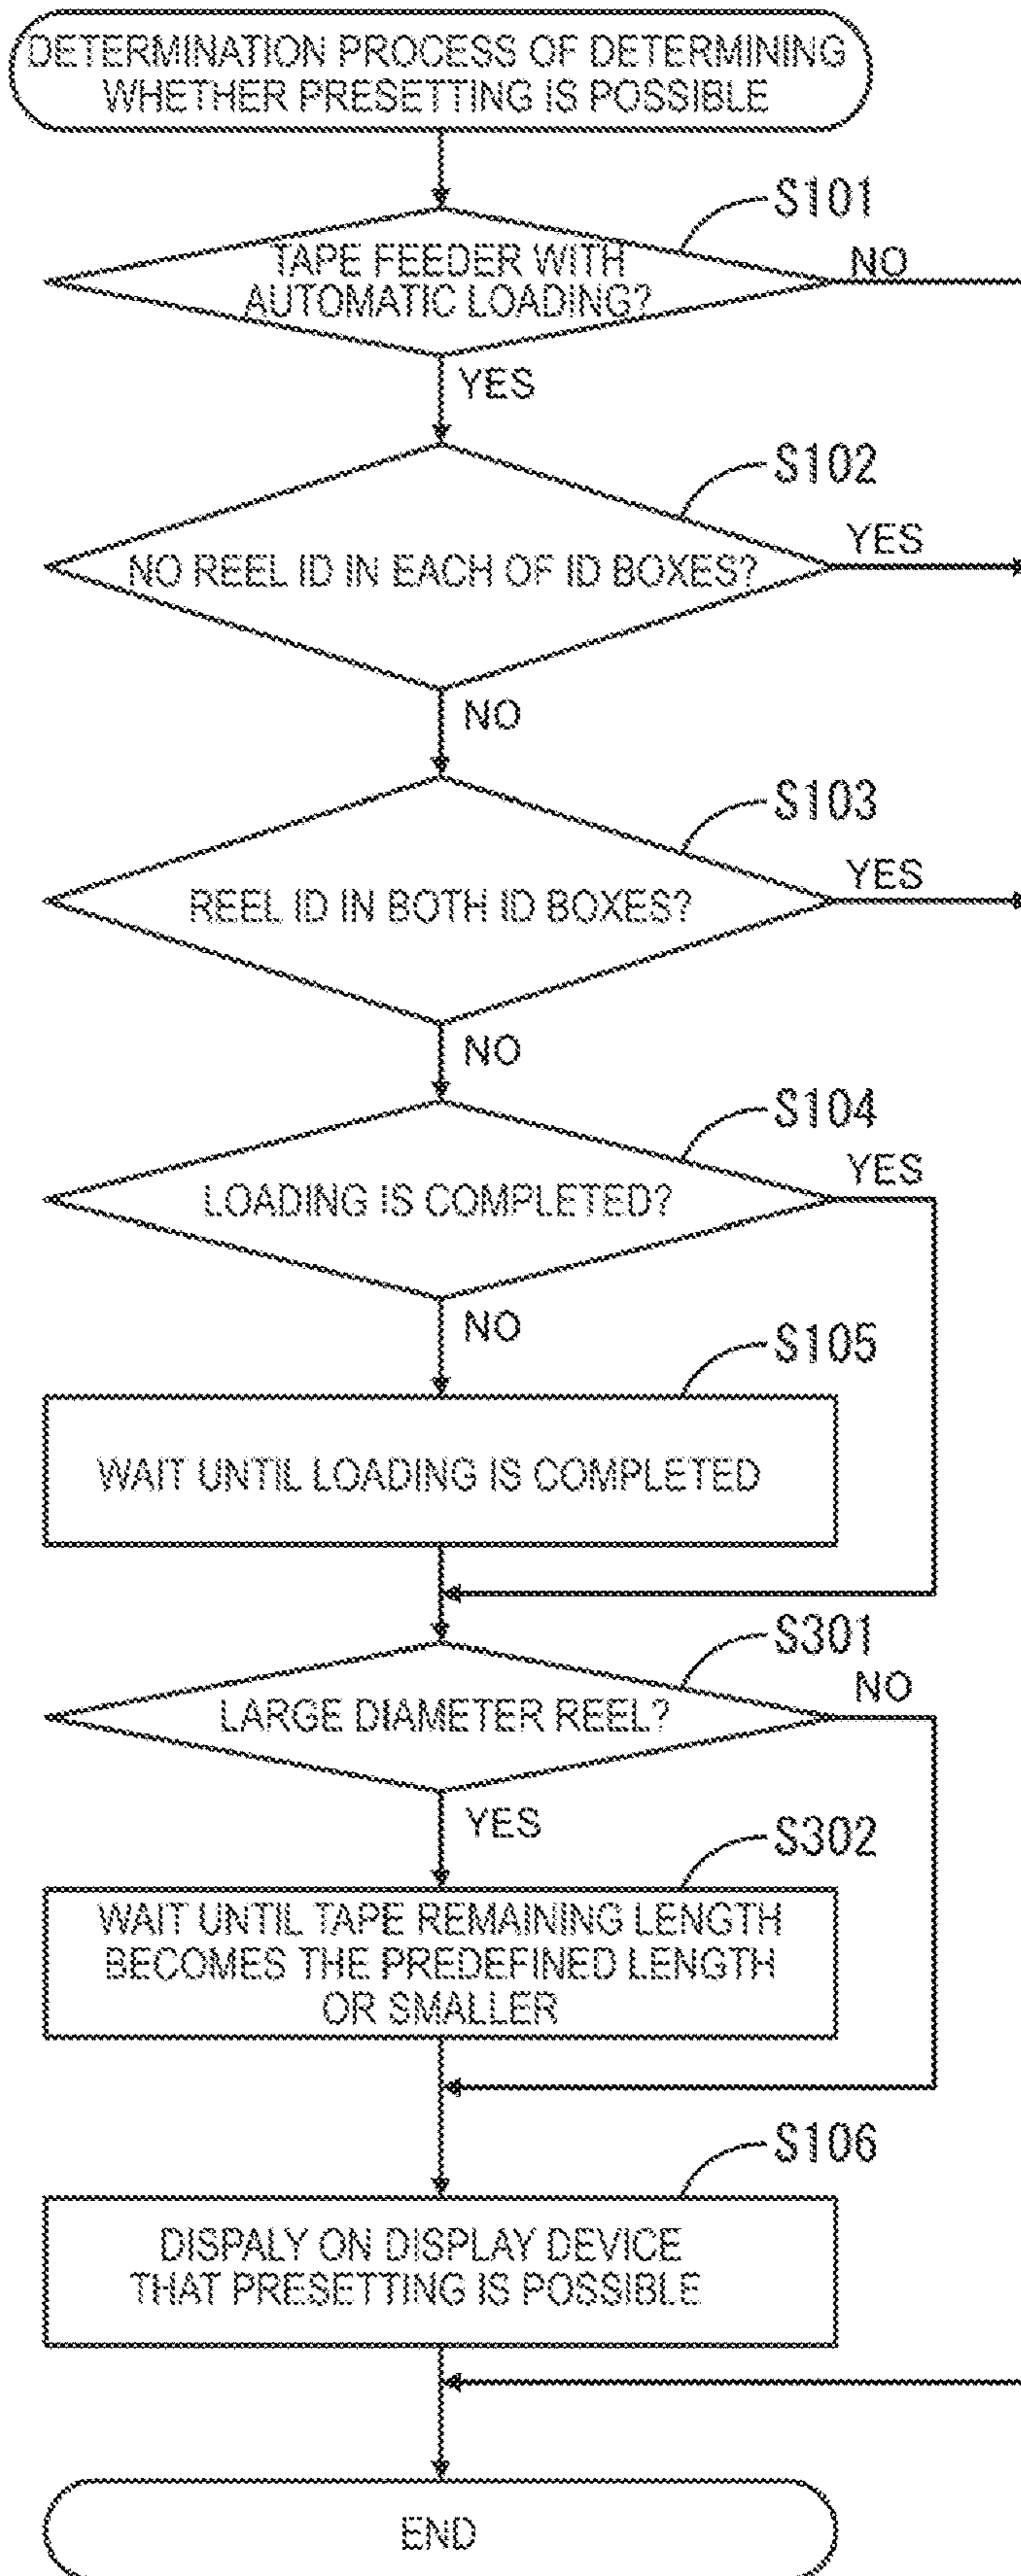 DETERMINATION PROCESS OF DETERMINING
WHETHER PRESETTING IS POSSIBLE
S101
TAPE FEEDER WITH
AUTOMATIC LOADING?
NO
YES
S102
NO REEL ID IN EACH OF ID BOXES?
YES
NO
S103
REEL ID IN BOTH ID BOXES?
YES
NO
S104
LOADING IS COMPLETED?
YES
NO
S105
WAIT UNTIL LOADING IS COMPLETED
S301
LARGE DIAMETER REEL?
NO
YES
S302
WAIT UNTIL TAPE REMAINING LENGTH
BECOMES THE PREDEFINED LENGTH
OR SMALLER
S106
DISPALY ON DISPLAY DEVICE
THAT PRESETTING IS POSSIBLE
END